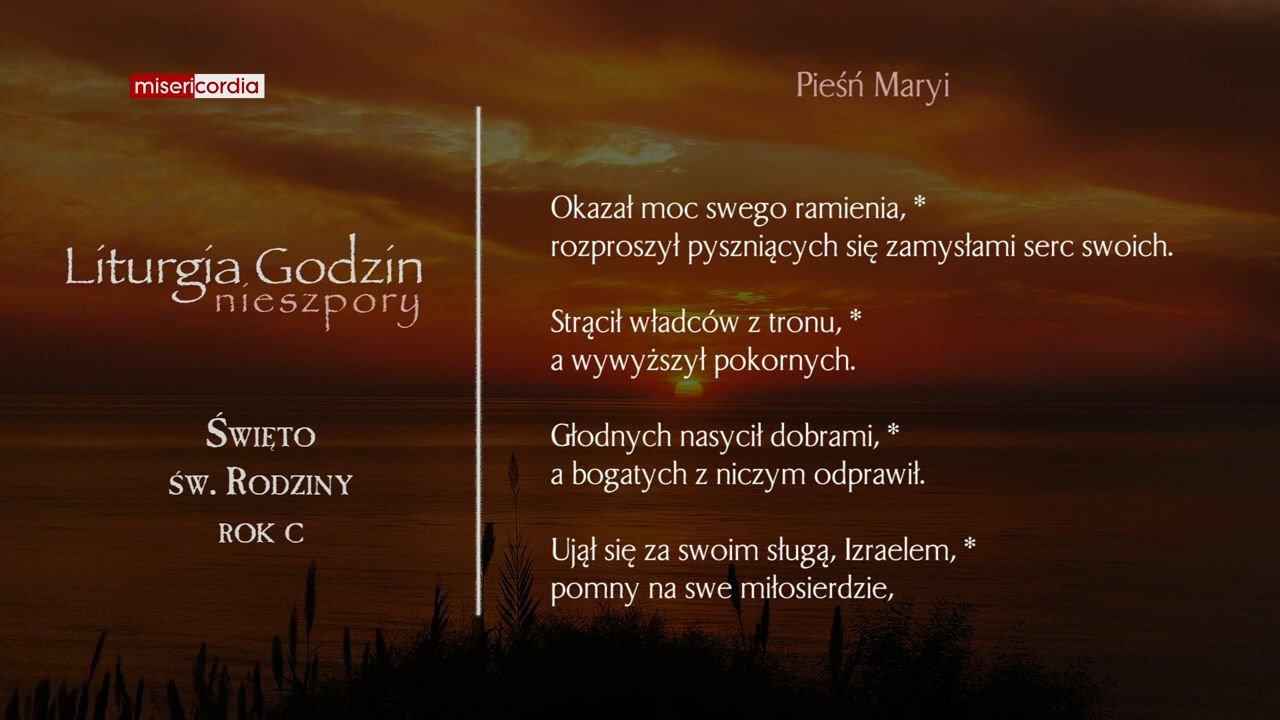 misericordia
Liturgia Godzin
nieszpory
Święto
św. Rodziny
rok C
Pieśń Maryi
Okazał moc swego ramienia, *
rozproszył pyszniących się zamysłami serc swoich.
Strącił władców z tronu, *
a wywyższył pokornych.
Głodnych nasycił dobrami, *
a bogatych z niczym odprawił.
Ujął się za swoim sługą, Izraelem, *
pomny na swe miłosierdzie,